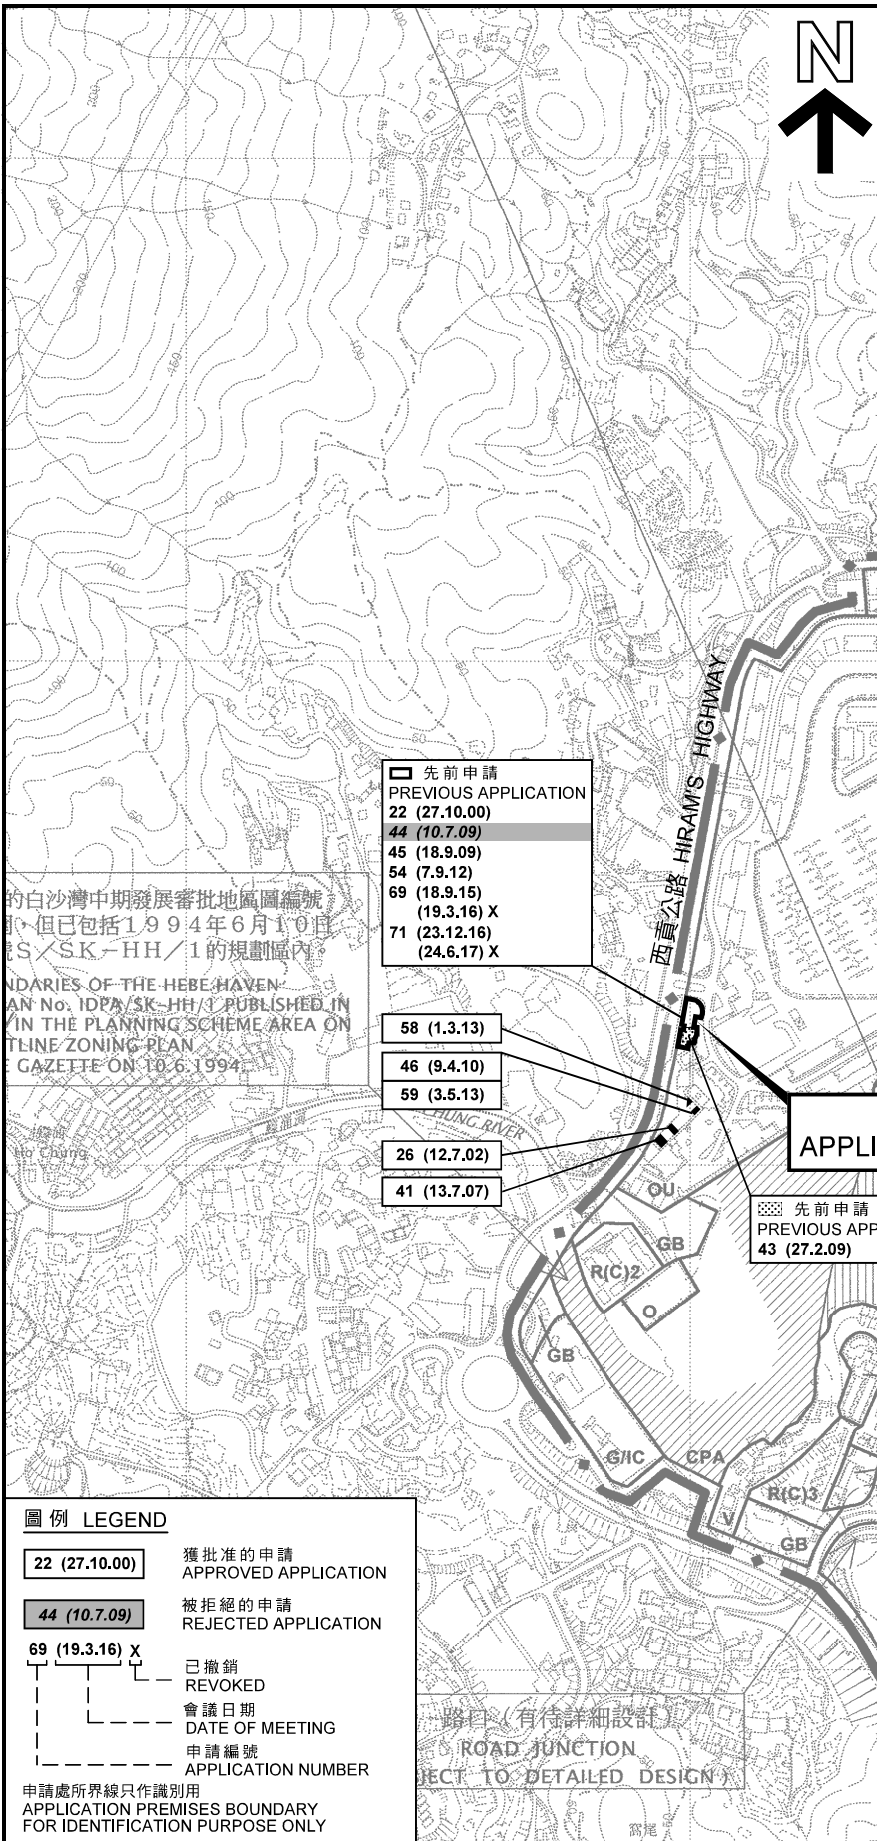 N
西貢公路 HIRAM'S HIGHWAY
先前申請
PREVIOUS APPLICATION
22 (27.10.00)
44 (10.7.09)
45 (18.9.09)
54 (7.9.12)
69 (18.9.15)
(19.3.16) X
71 (23.12.16)
(24.6.17) X
的白沙灣中期發展審批地區圖編號
,但已包括1994年6月10日
S/SK-HH/1的規劃區內。
NDARIES OF THE HEBE HAVEN
AN No. IDPA/SK-HH/1 PUBLISHED IN
IN THE PLANNING SCHEME AREA ON
TLINE ZONING PLAN
GAZETTE ON 10.6.1994.
58 (1.3.13)
46 (9.4.10)
59 (3.5.13)
26 (12.7.02)
41 (13.7.07)
CHUNG RIVER
Ho Chung
APPLI
先前申請
PREVIOUS APP
43 (27.2.09)
OU
GB
R(C)2
O
GB
G/IC
CPA
R(C)3
V
GB
圖例 LEGEND
22 (27.10.00)
獲批准的申請
APPROVED APPLICATION
44 (10.7.09)
被拒絕的申請
REJECTED APPLICATION
69 (19.3.16) X
已撤銷
REVOKED
會議日期
DATE OF MEETING
申請編號
APPLICATION NUMBER
申請處所界線只作識別用
APPLICATION PREMISES BOUNDARY
FOR IDENTIFICATION PURPOSE ONLY
路口(有待詳細設計)
ROAD JUNCTION
JECT TO DETAILED DESIGN)
窩尾